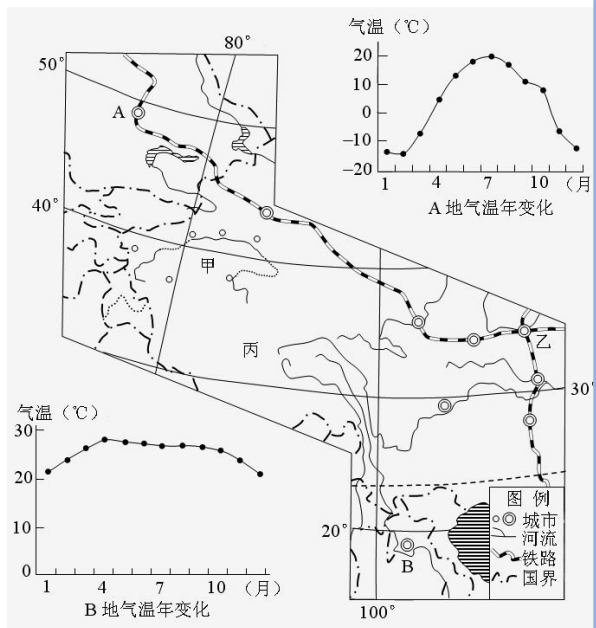 80°
50°
A
40°
甲
丙
乙
30°
20°
B
100°
气温（℃）
20
10
0
−10
−20
1 4 7 10 （月
A 地气温年变化
气温（℃）
30
20
10
0
1 4 7 10 （月）
B 地气温年变化
图 例
城市
河流
铁路
国界